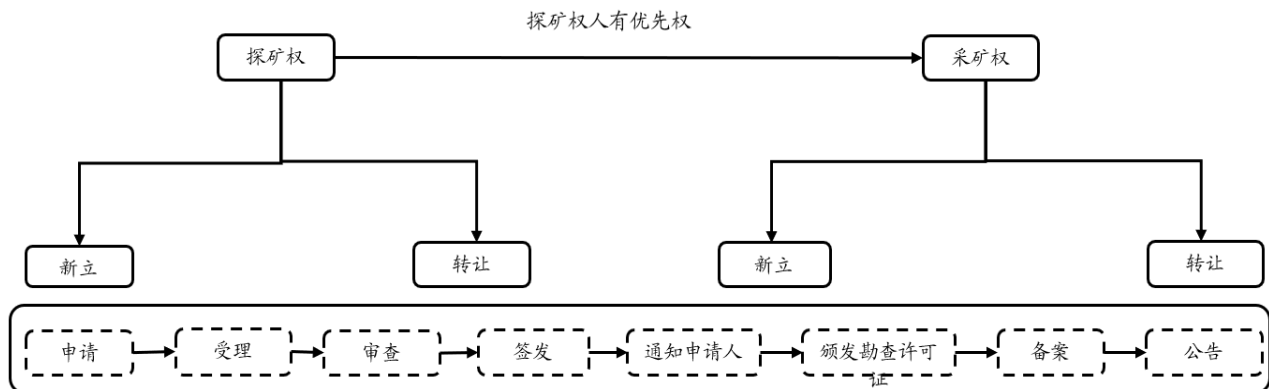 探矿权人有优先权
探矿权
采矿权
新立
转让
新立
转让
申请
受理
审查
签发
通知申请人
颁发勘查许可
证
备案
公告